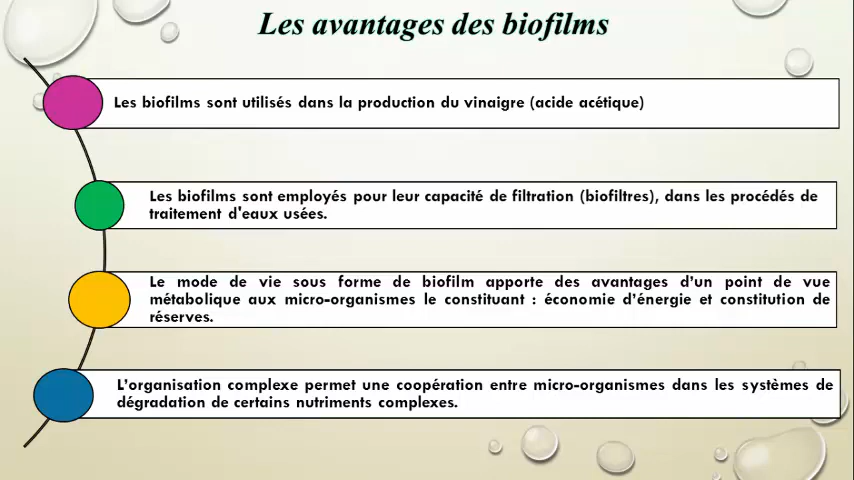 Les avantages des biofilms
Les biofilms sont utilisés dans la production du vinaigre (acide acétique)
Les biofilms sont employés pour leur capacité de filtration (biofiltres), dans les procédés de
traitement d'eaux usées.
Le mode de vie sous forme de biofilm apporte des avantages d'un point de vue
métabolique aux micro-organismes le constituant : économie d'énergie et constitution de
réserves.
L'organisation complexe permet une coopération entre micro-organismes dans les systèmes de
dégradation de certains nutriments complexes.